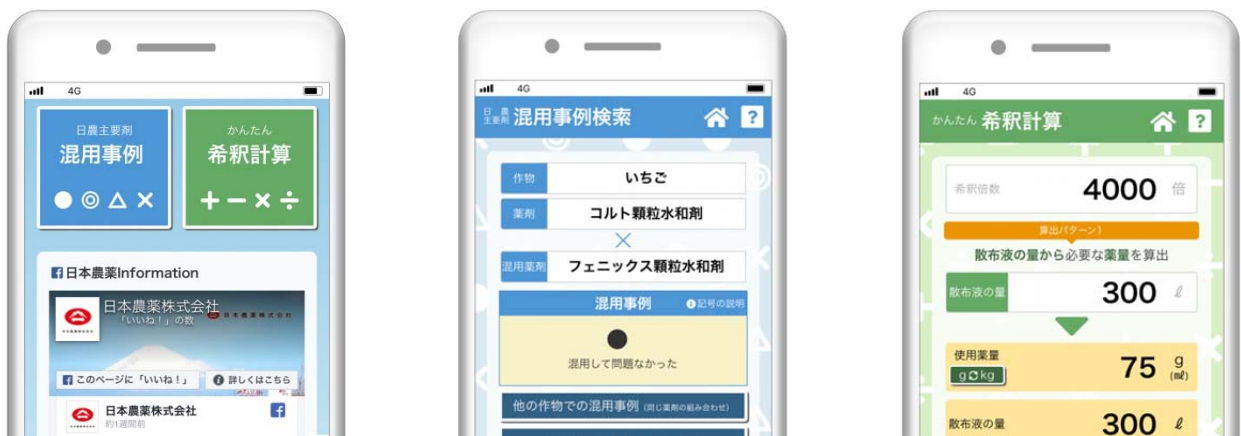 4G
日農主要剤
混用事例
かんたん
希釈計算
日本農薬Information
日本農薬株式会社
「いいね！」の数
日本農薬株式会社
このページに「いいね！」
詳しくはこちら
日本農薬株式会社
約1週間前
4G
日農主要剤 混用事例検索
?
作物 いちご
薬剤 コルト顆粒水和剤
×
混用薬剤 フェニックス顆粒水和剤
混用事例 記号の説明
混用して問題なかった
他の作物での混用事例 (同じ薬剤の組み合わせ)
4G
かんたん 希釈計算
?
希釈倍数 4000 倍
算出パターン1
散布液の量から必要な薬量を算出
散布液の量 300 ℓ
使用薬量
g kg
75 g
(mℓ)
散布液の量 300 ℓ